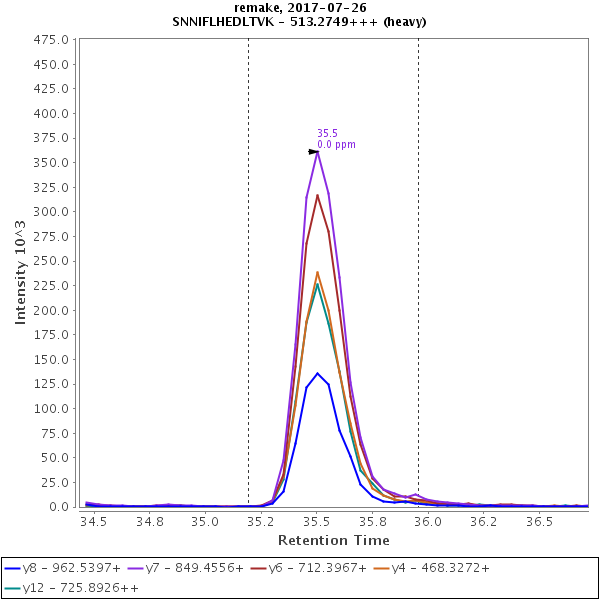 remake, 2017-07-26
SNNIFLHEDLTVK - 513.2749+++ (heavy)
475.0
450.0
425.0
400.0
375.0
350.0
325.0
300.0
275.0
250.0
225.0
200.0
175.0
150.0
125.0
100.0
75.0
50.0
25.0
0.0
Intensity 10^3
35.5
0.0 ppm
34.5 34.8 35.0 35.2 35.5 35.8 36.0 36.2 36.5
Retention Time
y8 - 962.5397+ y7 - 849.4556+ y6 - 712.3967+ y4 - 468.3272+
y12 - 725.8926++